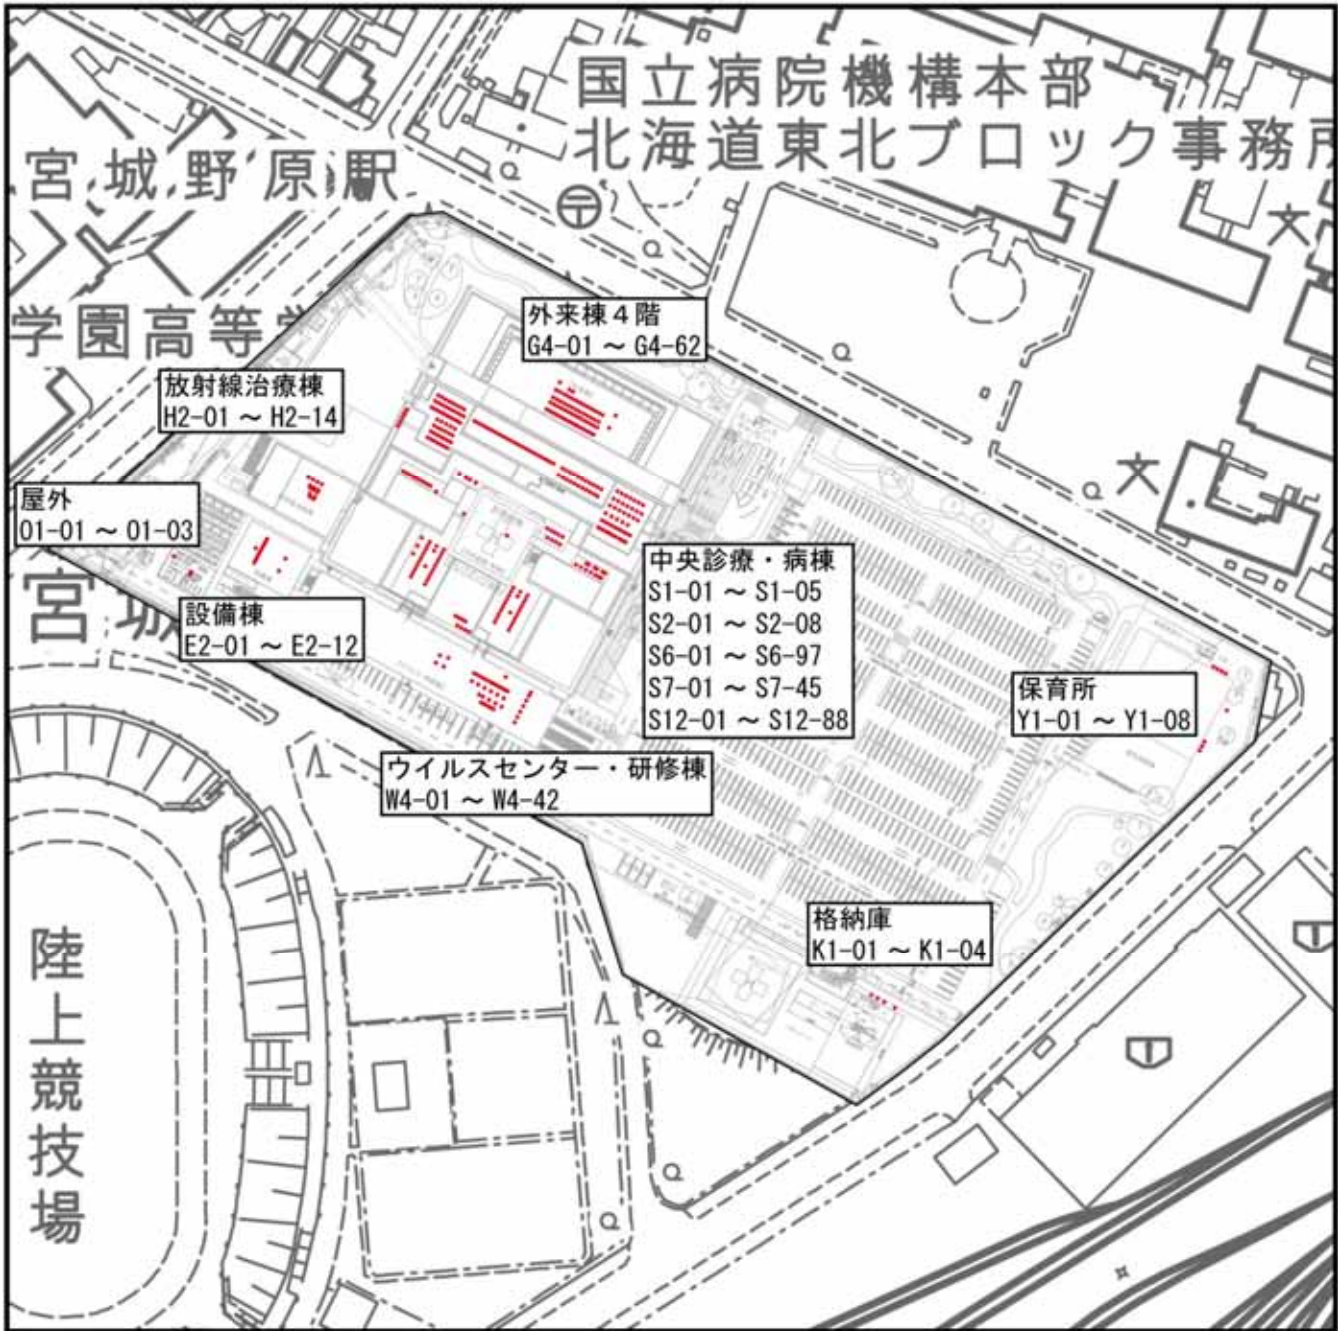 国立病院機構本部
北海道東北ブロック事務所
宮城野原駅
外来棟4階
G4-01 ～ G4-62
学園高等学
放射線治療棟
H2-01 ～ H2-14
屋外
01-01 ～ 01-03
宮城
設備棟
E2-01 ～ E2-12
中央診療・病棟
S1-01 ～ S1-05
S2-01 ～ S2-08
S6-01 ～ S6-97
S7-01 ～ S7-45
S12-01 ～ S12-88
保育所
Y1-01 ～ Y1-08
ウイルスセンター・研修棟
W4-01 ～ W4-42
格納庫
K1-01 ～ K1-04
陸上競技場